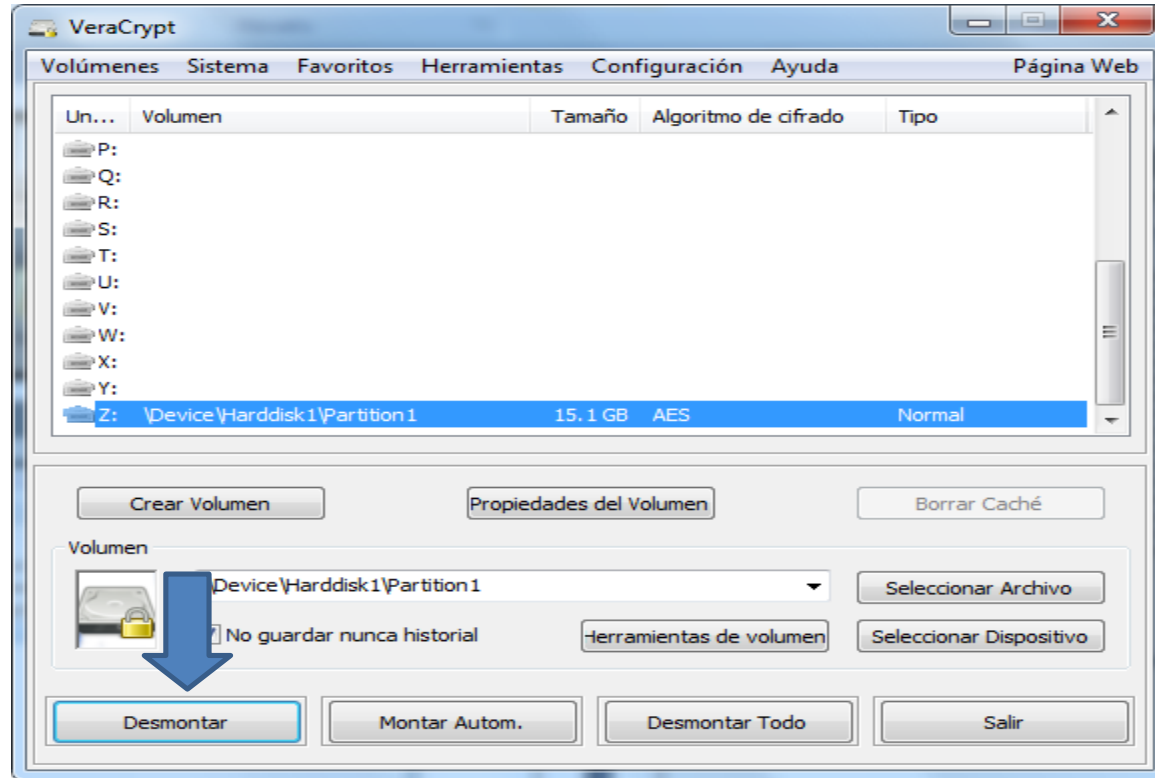 VeraCrypt
Volúmenes Sistema Favoritos Herramientas Configuración Ayuda Página Web
Un... Volumen Tamaño Algoritmo de cifrado Tipo
P:
Q:
R:
S:
T:
U:
V:
W:
X:
Y:
Z: \Device\Harddisk1\Partition1 15.1 GB AES Normal
Crear Volumen Propiedades del Volumen Borrar Caché
Volumen
\Device\Harddisk1\Partition1 Seleccionar Archivo
No guardar nunca historial Herramientas de volumen Seleccionar Dispositivo
Desmontar Montar Autom. Desmontar Todo Salir